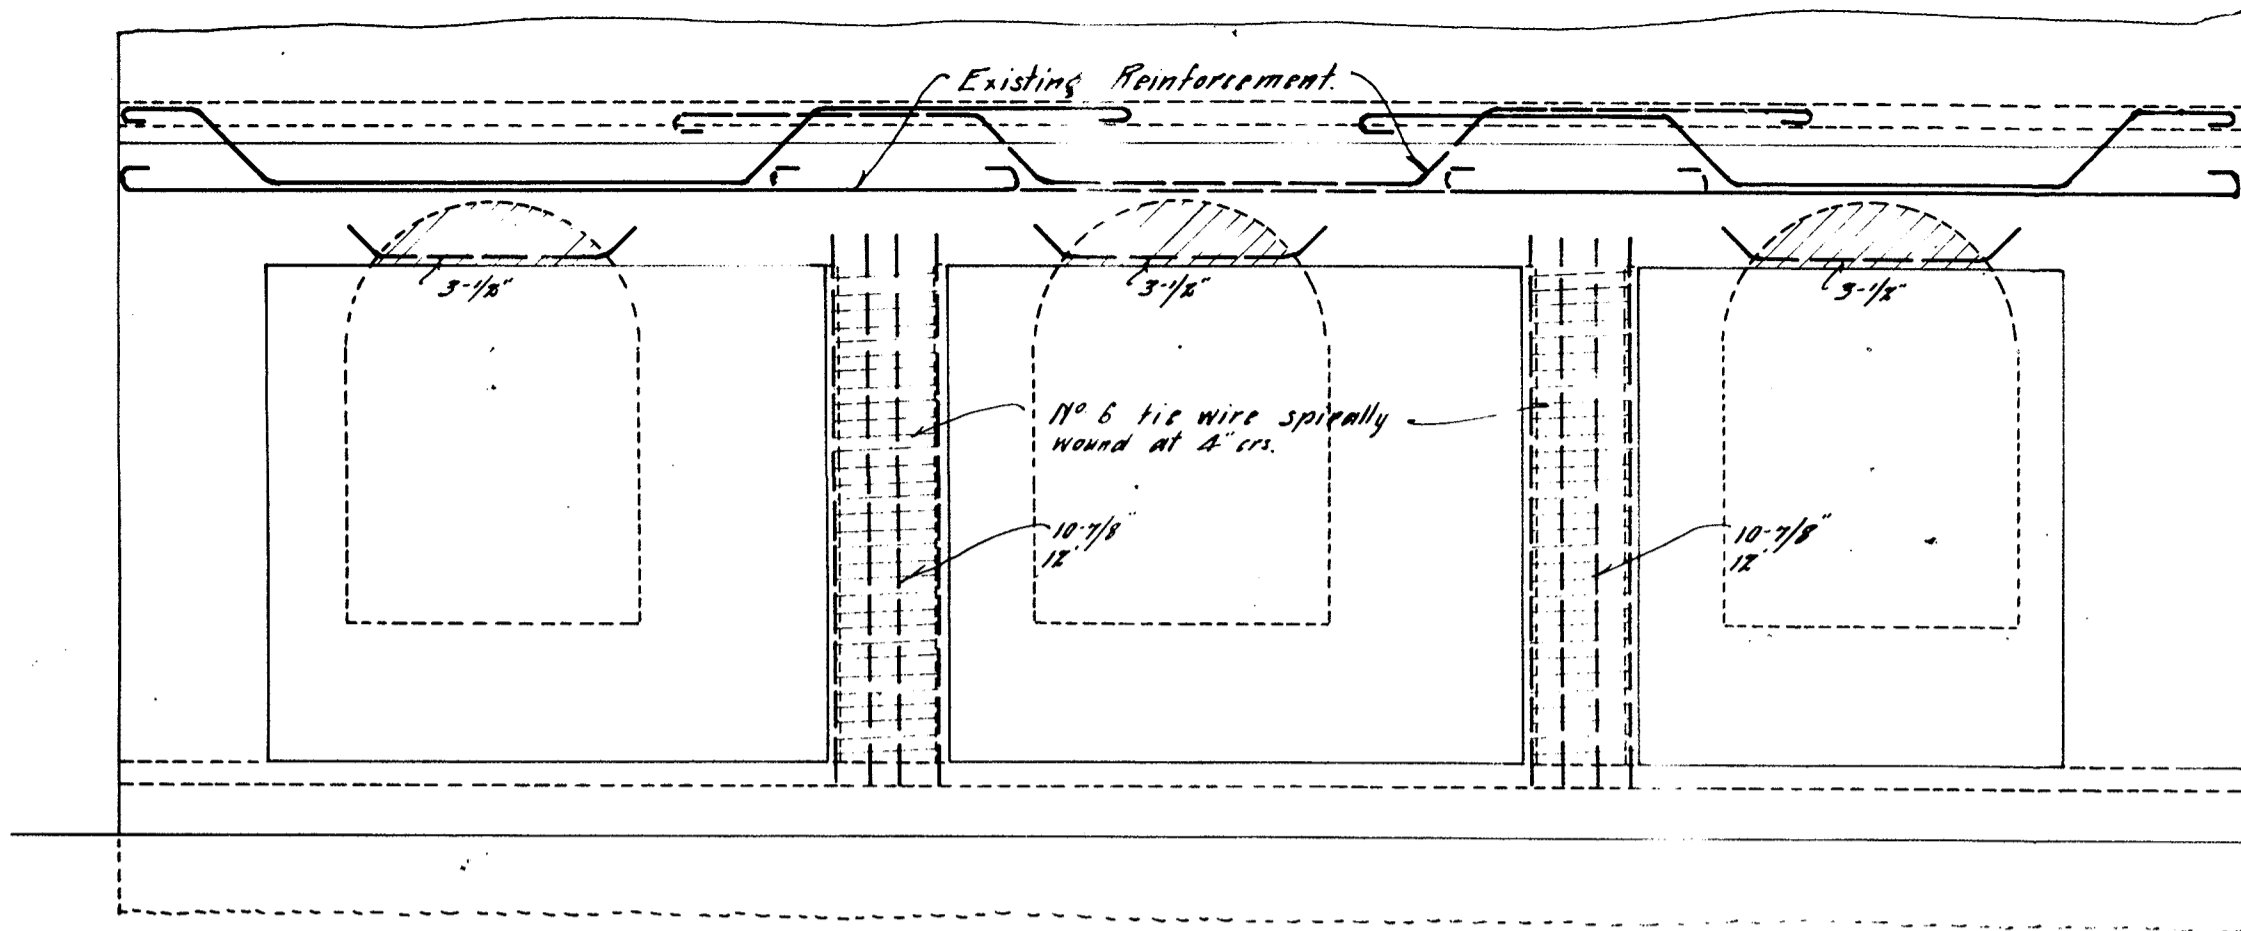 Existing Reinforcement.
3-1/2"
3-1/2"
3-1/2"
Nº 6 tie wire spirally
wound at 4" crs.
10-7/8"
12'
10-7/8"
12'